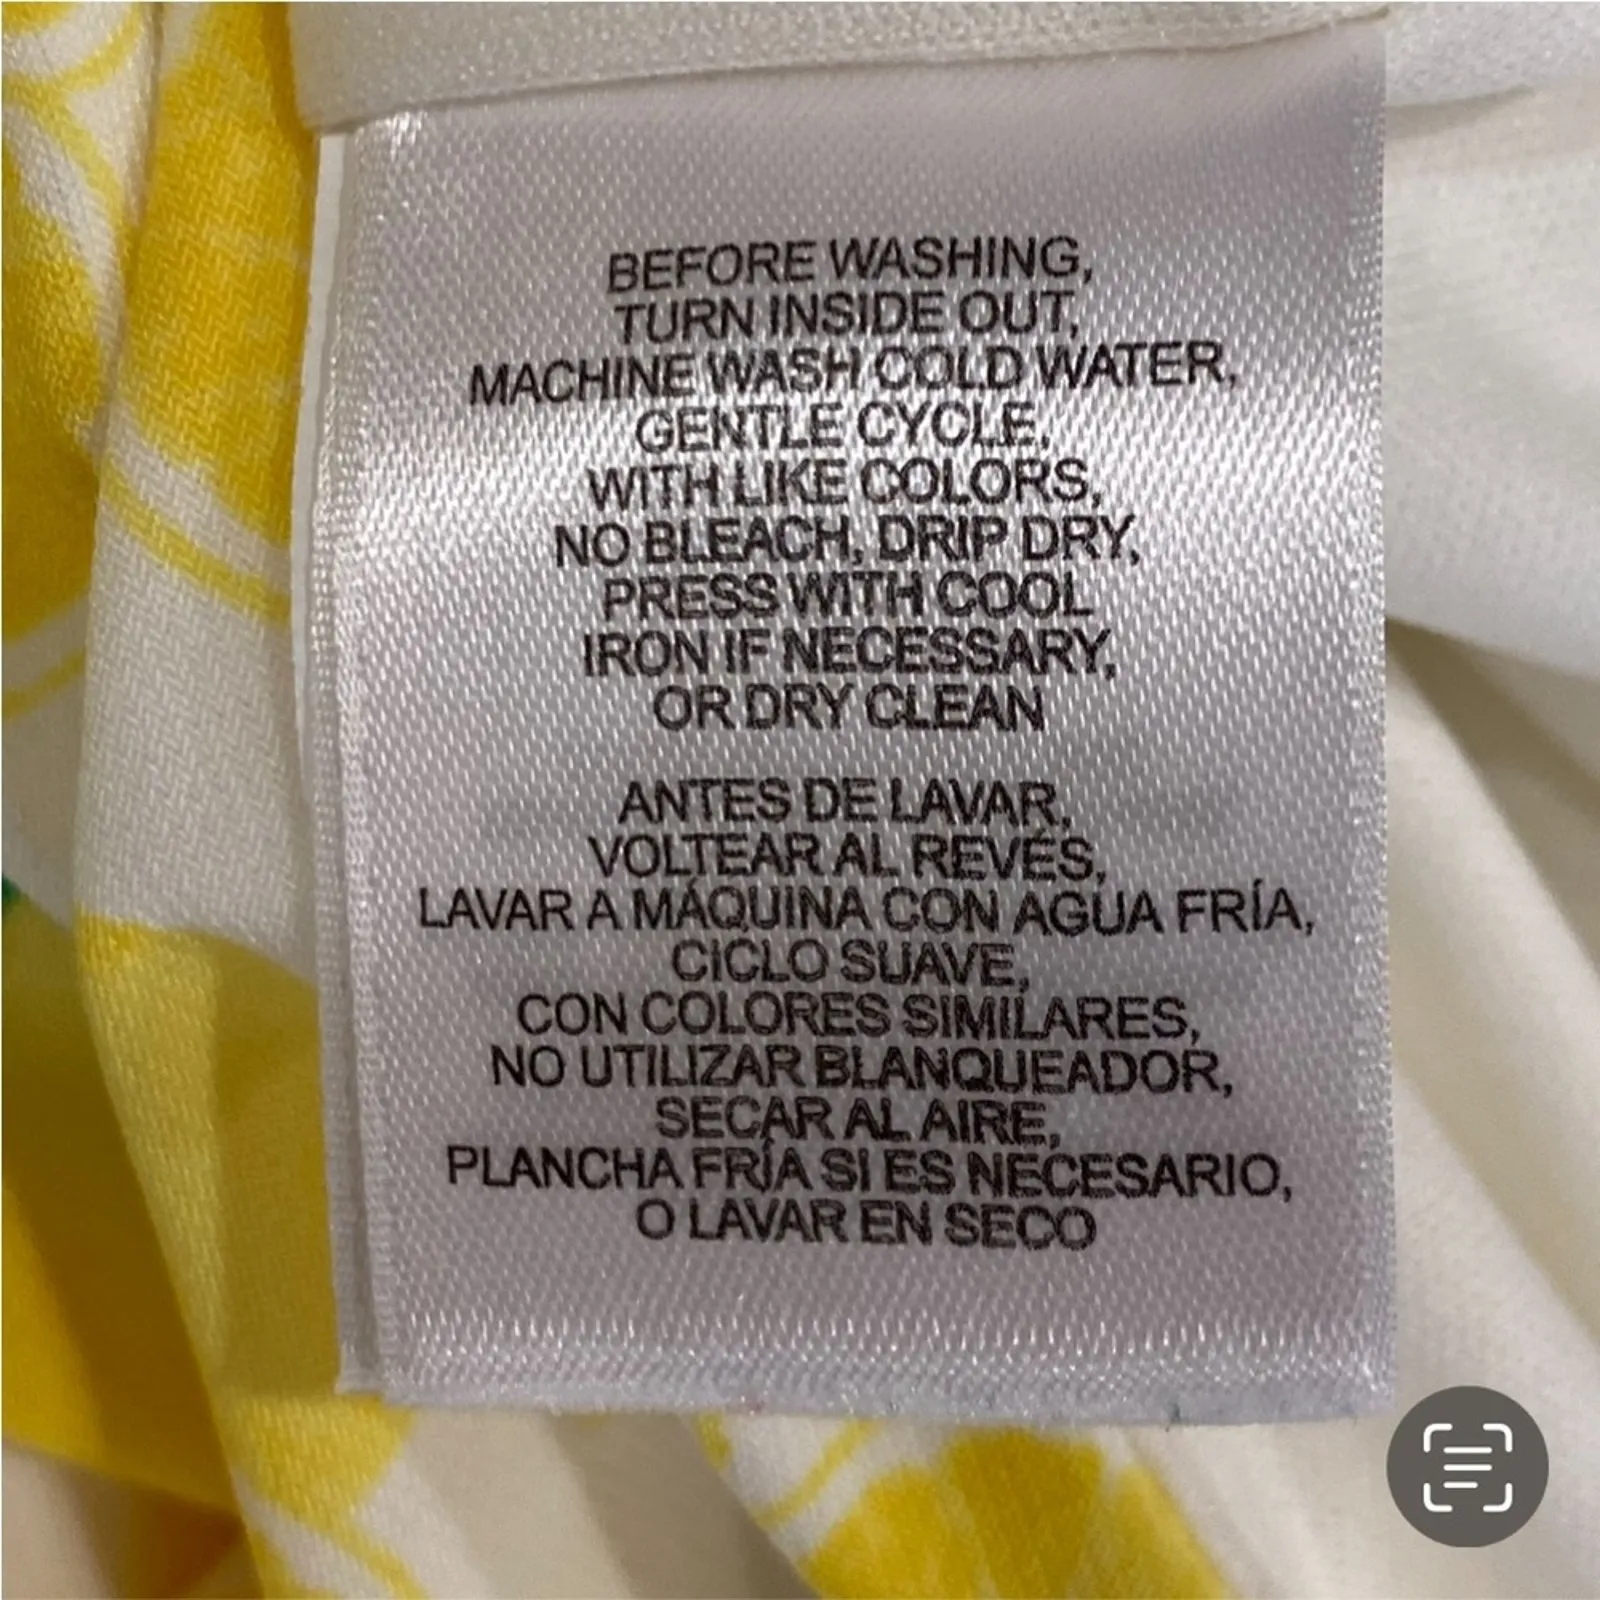 BEFORE WASHING,
TURN INSIDE OUT,
MACHINE WASH COLD WATER,
GENTLE CYCLE,
WITH LIKE COLORS,
NO BLEACH, DRIP DRY,
PRESS WITH COOL
IRON IF NECESSARY,
OR DRY CLEAN
ANTES DE LAVAR,
VOLTEAR AL REVÉS,
LAVAR A MÁQUINA CON AGUA FRÍA,
CICLO SUAVE,
CON COLORES SIMILARES,
NO UTILIZAR BLANQUEADOR,
SECAR AL AIRE,
PLANCHA FRÍA SI ES NECESARIO,
O LAVAR EN SECO